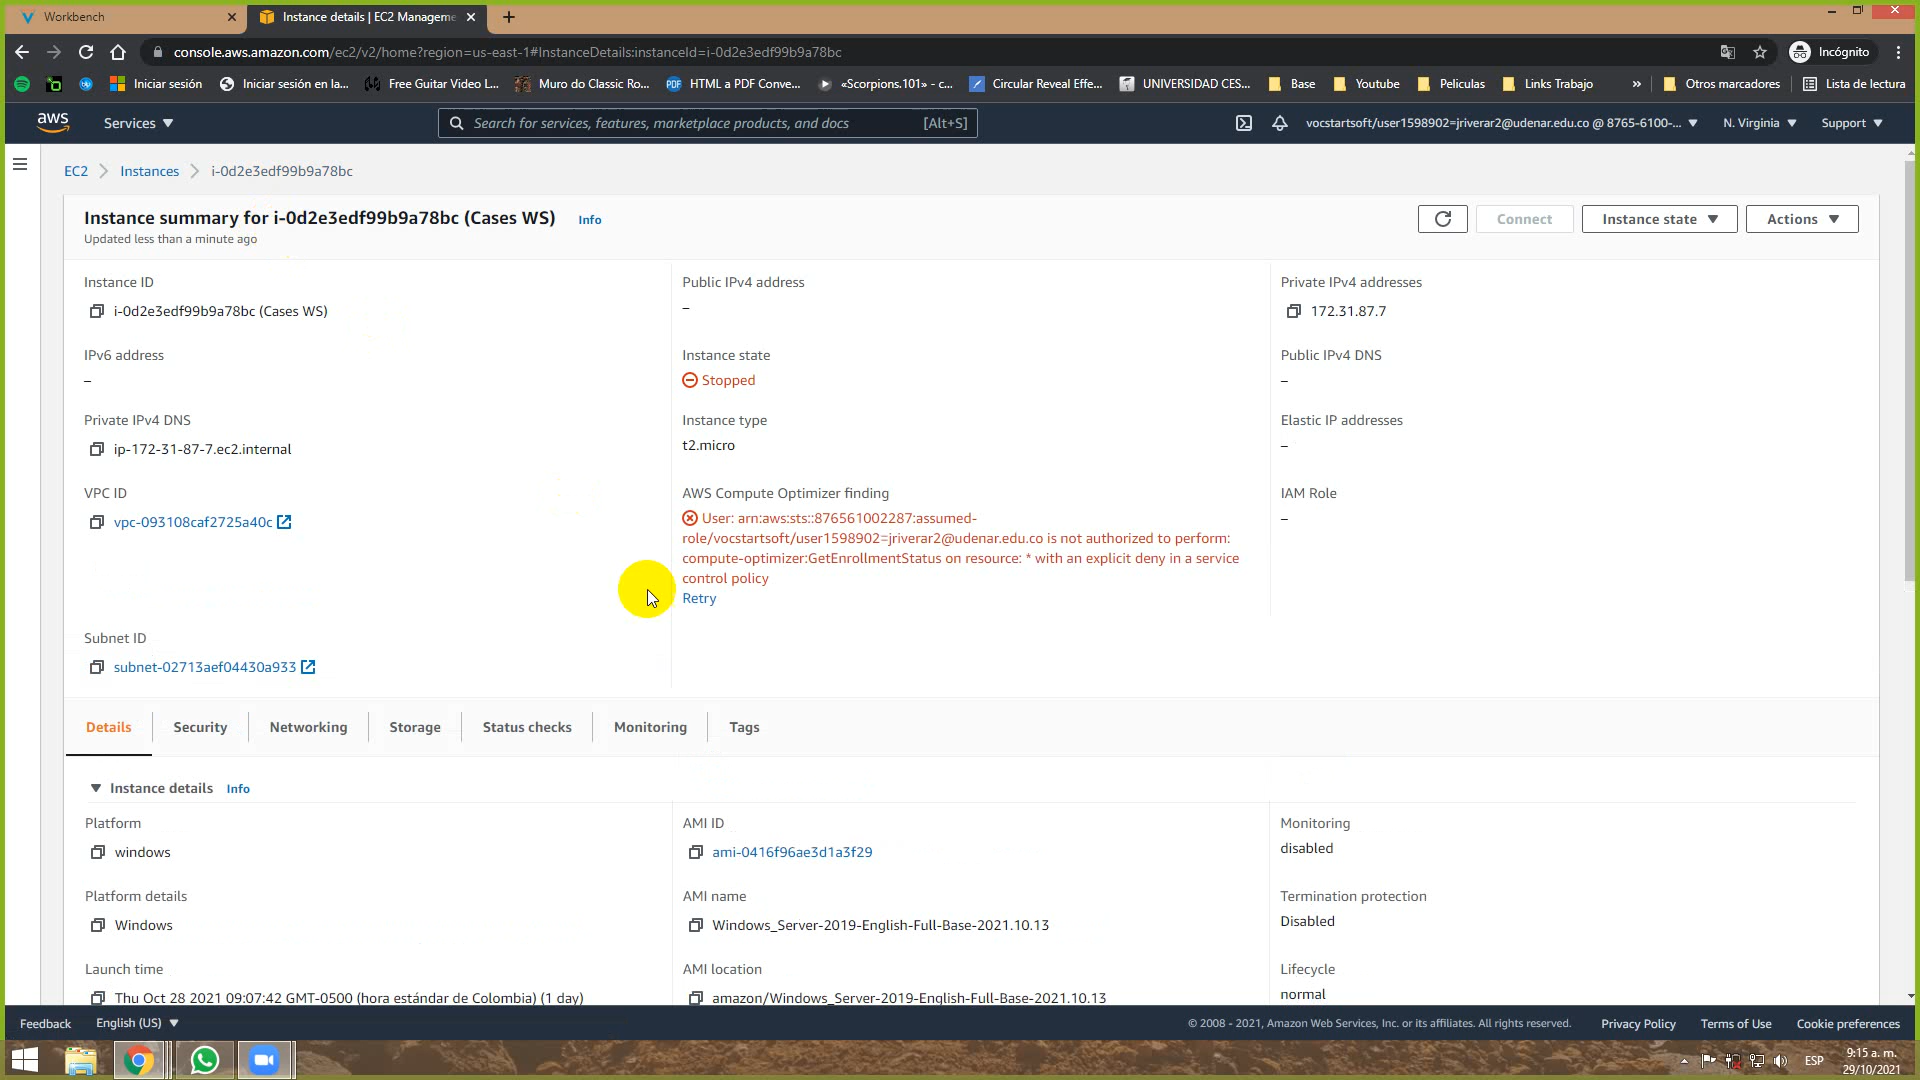 Workbench
Instance details | EC2 Manageme
console.aws.amazon.com/ec2/v2/home?region=us-east-1#InstanceDetails:instanceId=i-0d2e3edf99b9a78bc
Incógnito
Iniciar sesión
Iniciar sesión en la...
Free Guitar Video L...
Muro do Classic Ro...
HTML a PDF Conve...
«Scorpions.101» - c...
Circular Reveal Effe...
UNIVERSIDAD CES...
Base
Youtube
Peliculas
Links Trabajo
»
Otros marcadores
Lista de lectura
aws
Services
Search for services, features, marketplace products, and docs
[Alt+S]
vocstartsoft/user1598902=jriverar2@udenar.edu.co @ 8765-6100-...
N. Virginia
Support
EC2
Instances
i-0d2e3edf99b9a78bc
Instance summary for i-0d2e3edf99b9a78bc (Cases WS)
Info
Updated less than a minute ago
Connect
Instance state
Actions
Instance ID
i-0d2e3edf99b9a78bc (Cases WS)
Public IPv4 address
–
Private IPv4 addresses
172.31.87.7
IPv6 address
–
Instance state
Stopped
Public IPv4 DNS
–
Private IPv4 DNS
ip-172-31-87-7.ec2.internal
Instance type
t2.micro
Elastic IP addresses
–
VPC ID
vpc-093108caf2725a40c
AWS Compute Optimizer finding
User: arn:aws:sts::876561002287:assumed-
role/vocstartsoft/user1598902=jriverar2@udenar.edu.co is not authorized to perform:
compute-optimizer:GetEnrollmentStatus on resource: * with an explicit deny in a service
control policy
Retry
IAM Role
–
Subnet ID
subnet-02713aef04430a933
Details
Security
Networking
Storage
Status checks
Monitoring
Tags
Instance details
Info
Platform
windows
AMI ID
ami-0416f96ae3d1a3f29
Monitoring
disabled
Platform details
Windows
AMI name
Windows_Server-2019-English-Full-Base-2021.10.13
Termination protection
Disabled
Launch time
Thu Oct 28 2021 09:07:42 GMT-0500 (hora estándar de Colombia) (1 day)
AMI location
amazon/Windows_Server-2019-English-Full-Base-2021.10.13
Lifecycle
normal
Feedback
English (US)
© 2008 - 2021, Amazon Web Services, Inc. or its affiliates. All rights reserved.
Privacy Policy
Terms of Use
Cookie preferences
ESP
9:15 a. m.
29/10/2021